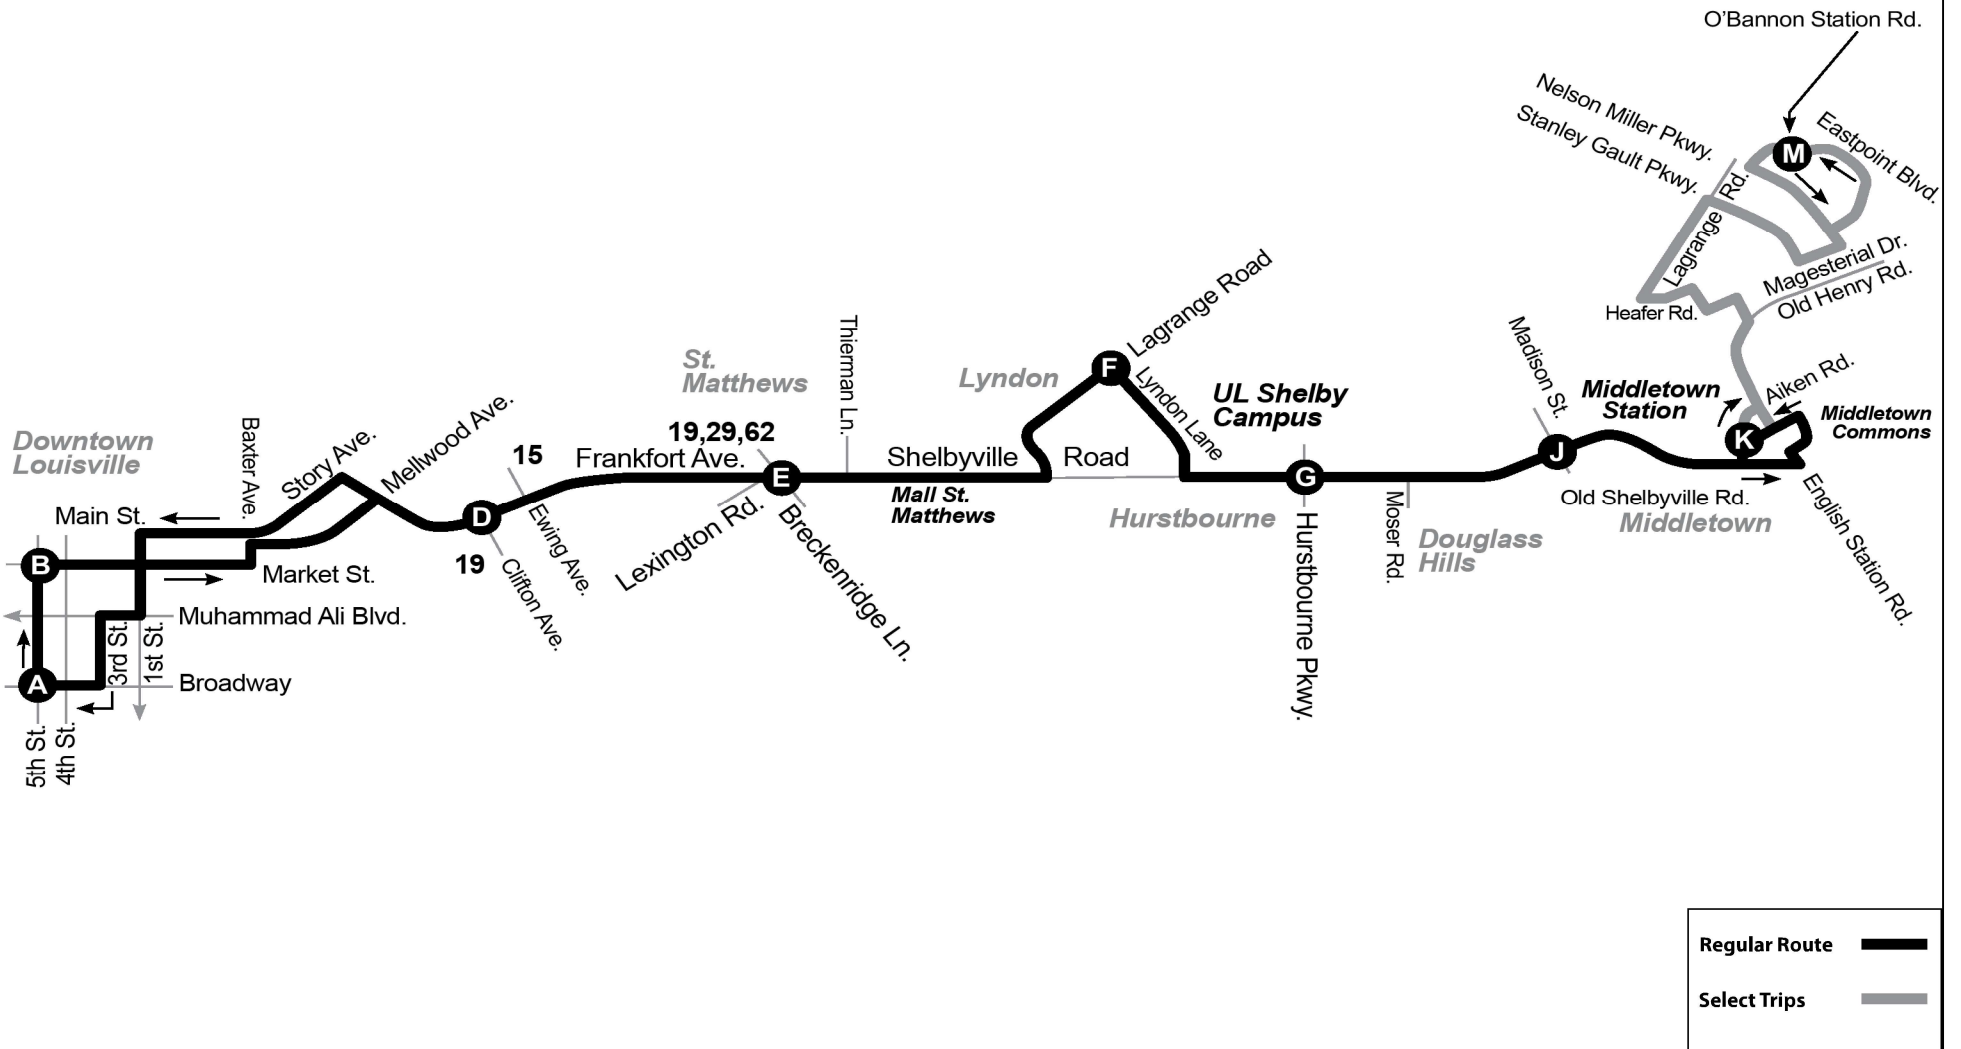 O'Bannon Station Rd.
Nelson Miller Pkwy.
Stanley Gault Pkwy.
Eastpoint Blvd.
M
Lagrange Rd.
Magesterial Dr.
Old Henry Rd.
Heafer Rd.
Aiken Rd.
Middletown
Station
Middletown
Commons
K
English Station Rd.
Madison St.
J
Old Shelbyville Rd.
Middletown
Lagrange Road
F
Lyndon Lane
Lyndon
UL Shelby
Campus
G
Hurstbourne Pkwy.
Hurstbourne
Moser Rd.
Douglass
Hills
Thierman Ln.
St.
Matthews
19,29,62
Frankfort Ave.
E
Shelbyville
Road
Mall St.
Matthews
Lexington Rd.
Breckenridge Ln.
15
Ewing Ave.
D
19
Clifton Ave.
Mellwood Ave.
Story Ave.
Baxter Ave.
Downtown
Louisville
Main St.
B
Market St.
Muhammad Ali Blvd.
3rd St.
1st St.
A
Broadway
5th St.
4th St.
Regular Route
Select Trips